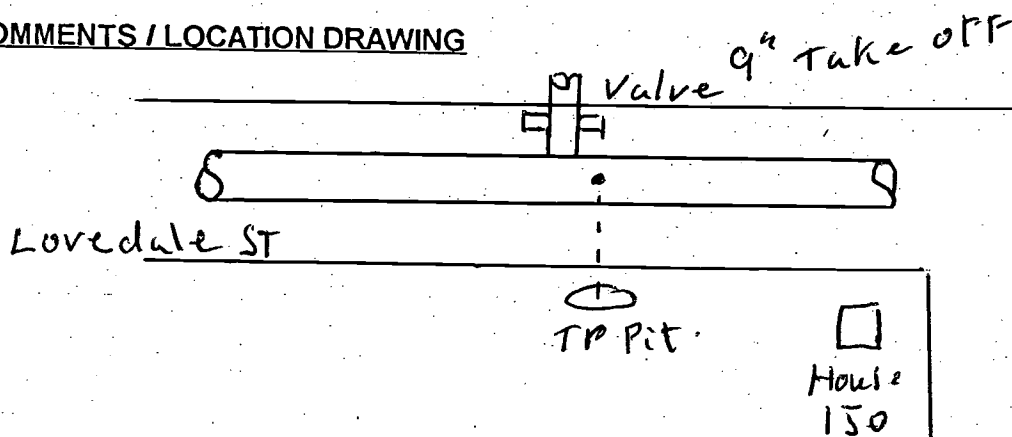 OMMENTS / LOCATION DRAWING
Valve 9" Take off
Lovedale ST
TP Pit.
House
150